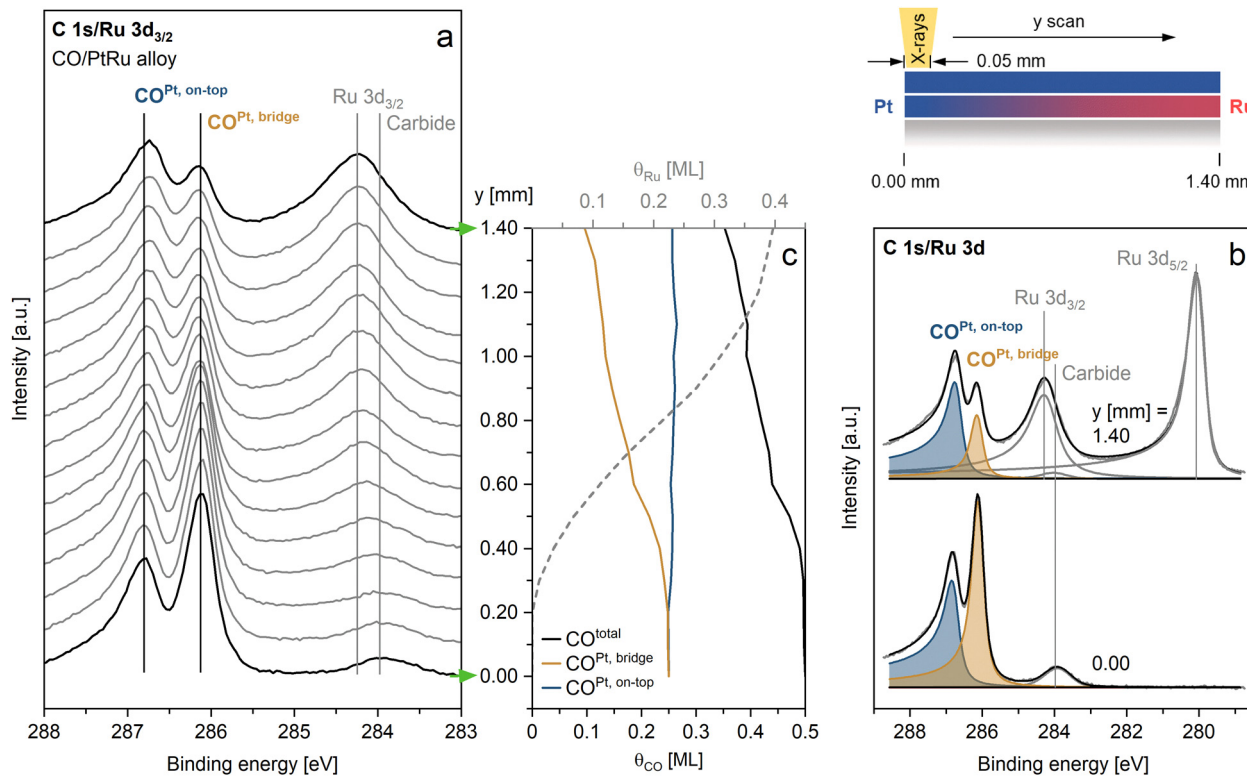 C 1s/Ru 3d3/2
a
CO/PtRu alloy
COPt, on-top
COPt, bridge
Ru 3d3/2
Carbide
Intensity [a.u.]
288
287
286
285
284
283
Binding energy [eV]
y [mm]
1.40
1.20
1.00
0.80
0.60
0.40
0.20
0.00
θRu [ML]
0.1
0.2
0.3
0.4
c
COtotal
COPt, bridge
COPt, on-top
0
0.1
0.2
0.3
0.4
0.5
θCO [ML]
X-rays
y scan
0.05 mm
Pt
Ru
0.00 mm
1.40 mm
C 1s/Ru 3d
b
Ru 3d5/2
Ru 3d3/2
COPt, on-top
COPt, bridge
Carbide
y [mm] =
1.40
0.00
Intensity [a.u.]
288
286
284
282
280
Binding energy [eV]